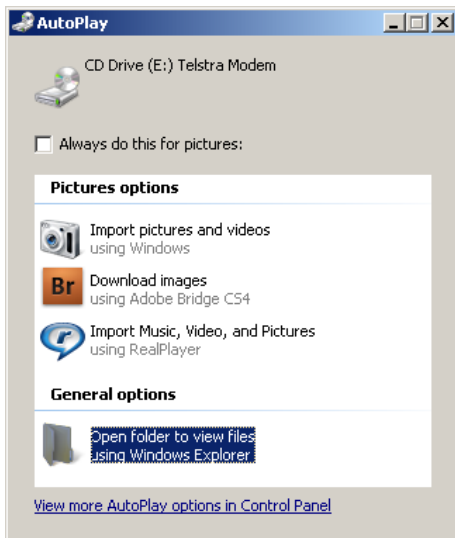 AutoPlay
CD Drive (E:) Telstra Modem
Always do this for pictures:
Pictures options
Import pictures and videos
using Windows
Br
Download images
using Adobe Bridge CS4
Import Music, Video, and Pictures
using RealPlayer
General options
Open folder to view files
using Windows Explorer
View more AutoPlay options in Control Panel